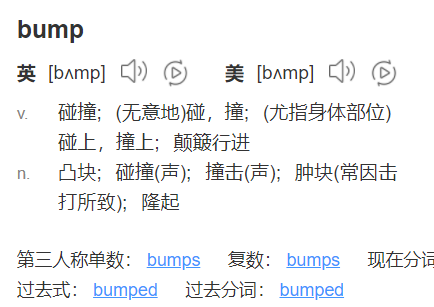 bump
英 [bʌmp] 美 [bʌmp]
v. 碰撞；(无意地)碰，撞；(尤指身体部位)
碰上，撞上；颠簸行进
n. 凸块；碰撞(声)；撞击(声)；肿块(常因击
打所致)；隆起
第三人称单数： bumps 复数： bumps 现在分词
过去式： bumped 过去分词： bumped